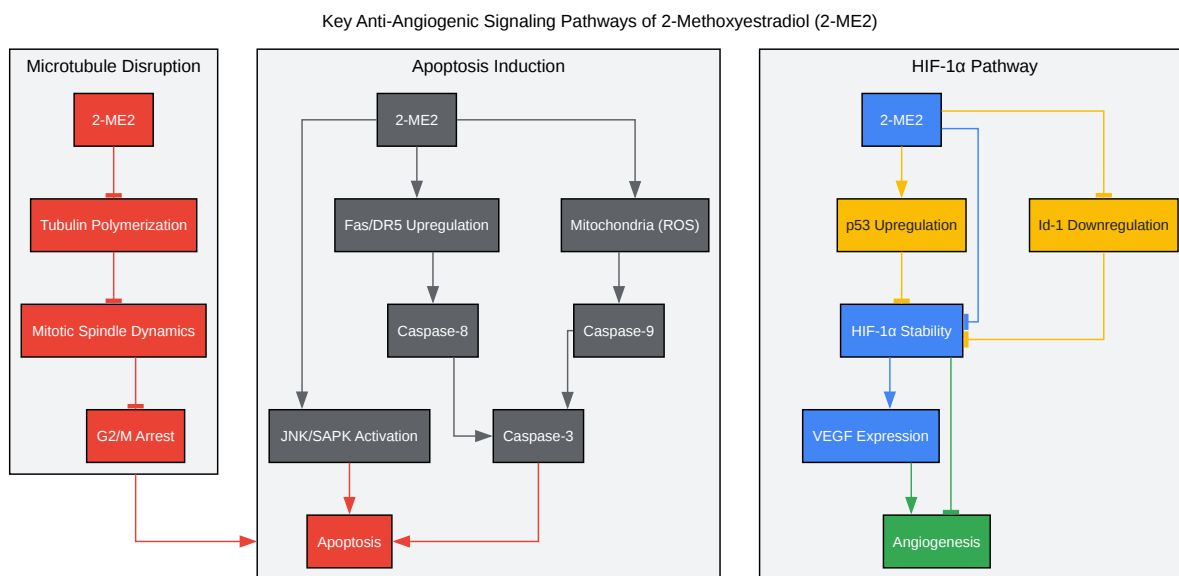 Key Anti-Angiogenic Signaling Pathways of 2-Methoxyestradiol (2-ME2)
Microtubule Disruption
2-ME2
Tubulin Polymerization
Mitotic Spindle Dynamics
G2/M Arrest
Apoptosis Induction
2-ME2
Fas/DR5 Upregulation
Mitochondria (ROS)
Caspase-8
Caspase-9
JNK/SAPK Activation
Caspase-3
Apoptosis
HIF-1α Pathway
2-ME2
p53 Upregulation
Id-1 Downregulation
HIF-1α Stability
VEGF Expression
Angiogenesis